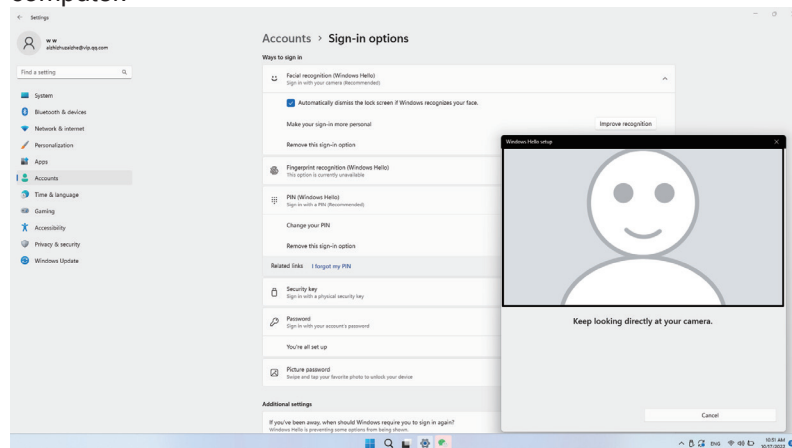 computer.
Settings
w w
Find a setting
System
Bluetooth & devices
Network & internet
Personalization
Apps
Accounts
Time & language
Gaming
Accessibility
Privacy & security
Windows Update
Accounts > Sign-in options
Ways to sign in
Facial recognition (Windows Hello)
Sign in with your camera (Recommended)
Automatically dismiss the lock screen if Windows recognizes your face.
Make your sign-in more personal
Improve recognition
Remove this sign-in option
Fingerprint recognition (Windows Hello)
This option is currently unavailable
PIN (Windows Hello)
Sign in with a PIN (Recommended)
Change your PIN
Remove this sign-in option
Related links I forgot my PIN
Security key
Sign in with a physical security key
Password
Sign in with your account's password
You're all set up
Picture password
Swipe and tap your favorite photo to unlock your device
Additional settings
If you've been away, when should Windows require you to sign in again?
Windows Hello is preventing some options from being shown.
Windows Hello setup
Keep looking directly at your camera.
Cancel
ENG
10:51 AM
10/17/2022